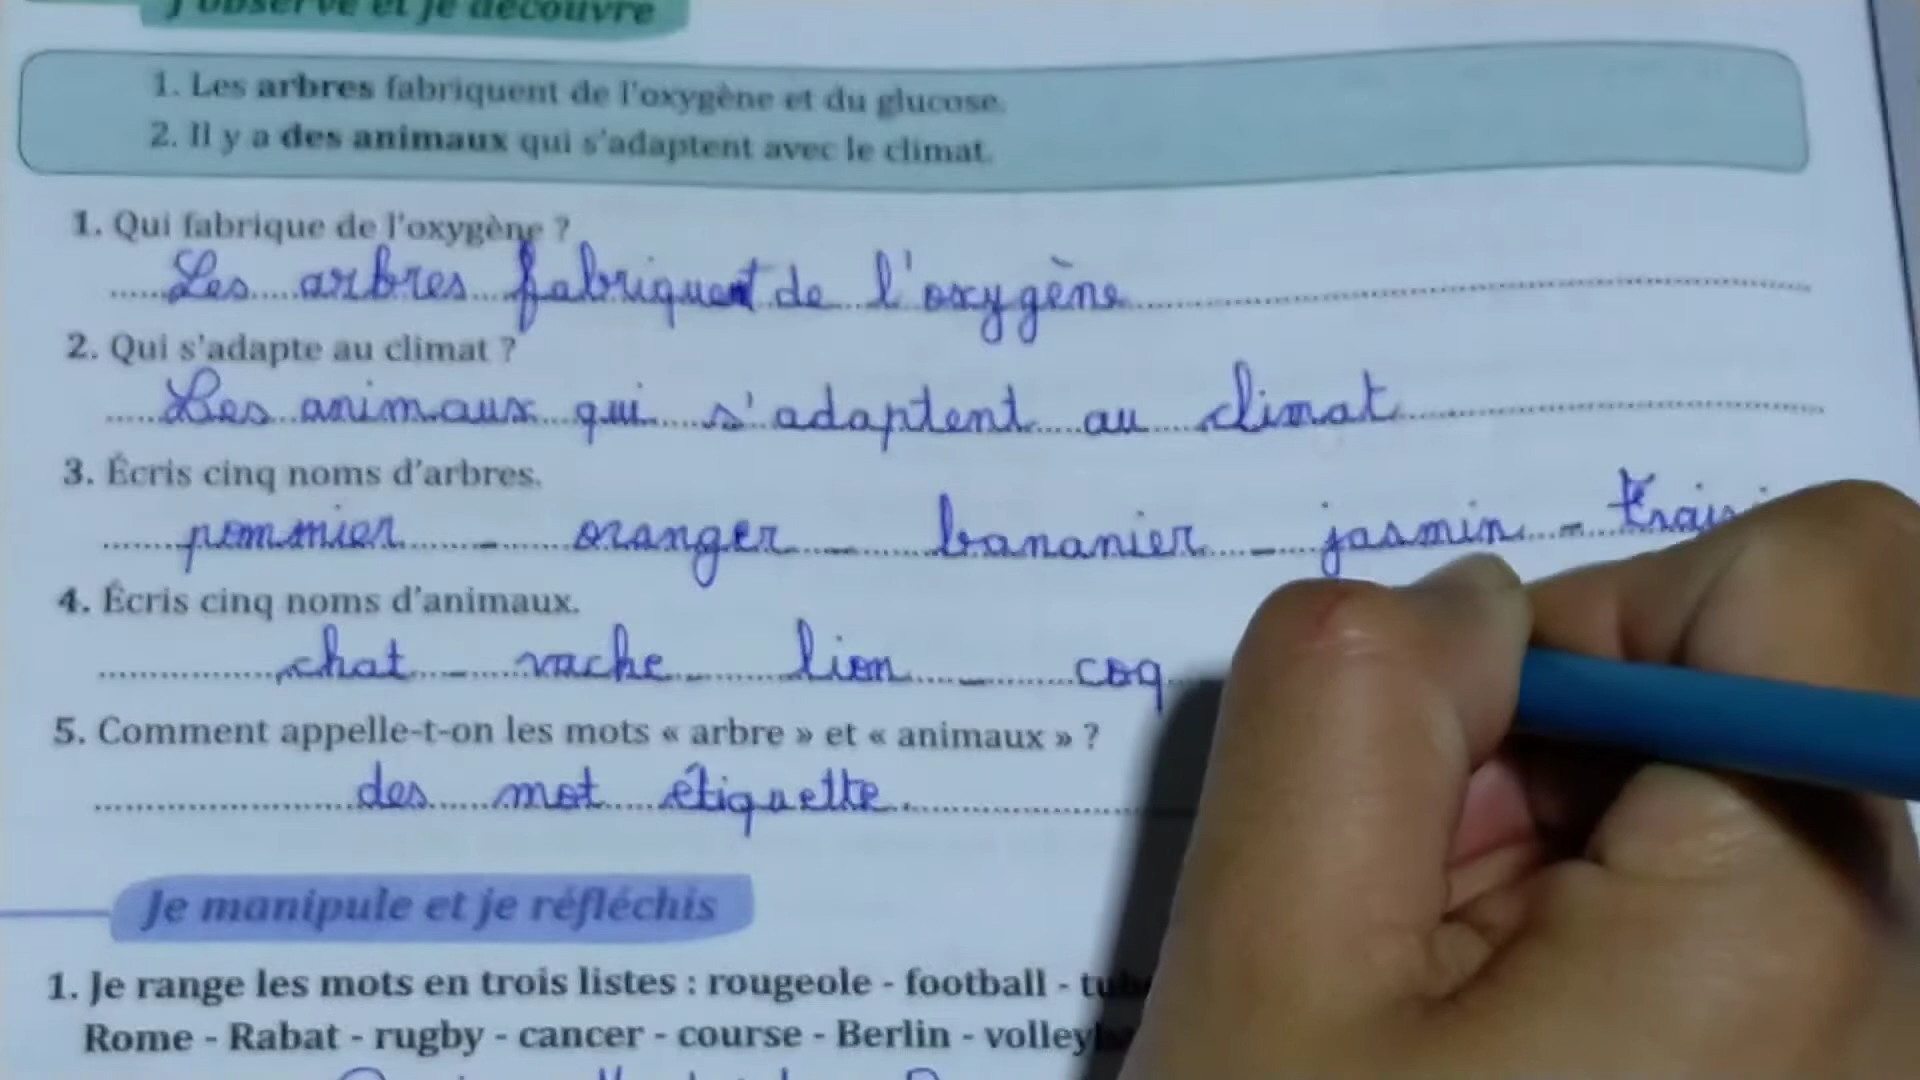 J'observe et je découvre
1. Les arbres fabriquent de l'oxygène et du glucose.
2. Il y a des animaux qui s'adaptent avec le climat.
1. Qui fabrique de l'oxygène ?
Les arbres fabriquent de l'oxygène
2. Qui s'adapte au climat ?
Les animaux qui s'adaptent au climat
3. Écris cinq noms d'arbres.
pommier - oranger - bananier - jasmin -
4. Écris cinq noms d'animaux.
chat - vache - lion - coq
5. Comment appelle-t-on les mots « arbre » et « animaux » ?
des mot étiquette.
Je manipule et je réfléchis
1. Je range les mots en trois listes : rougeole - football -
Rome - Rabat - rugby - cancer - course - Berlin -